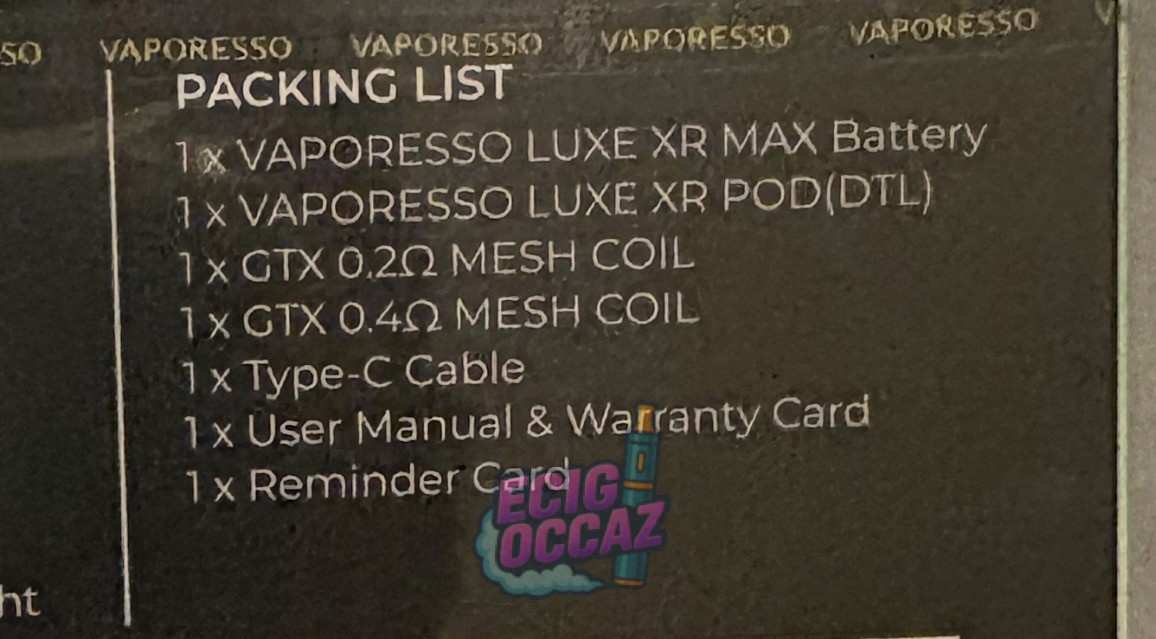 SO VAPORESSO VAPORESSO VAPORESSO VAPORESSO V
PACKING LIST
1 x VAPORESSO LUXE XR MAX Battery
1 x VAPORESSO LUXE XR POD(DTL)
1 x GTX 0.2Ω MESH COIL
1 x GTX 0.4Ω MESH COIL
1 x Type-C Cable
1 x User Manual & Warranty Card
1 x Reminder Card
ECIG
OCCAZ
ht